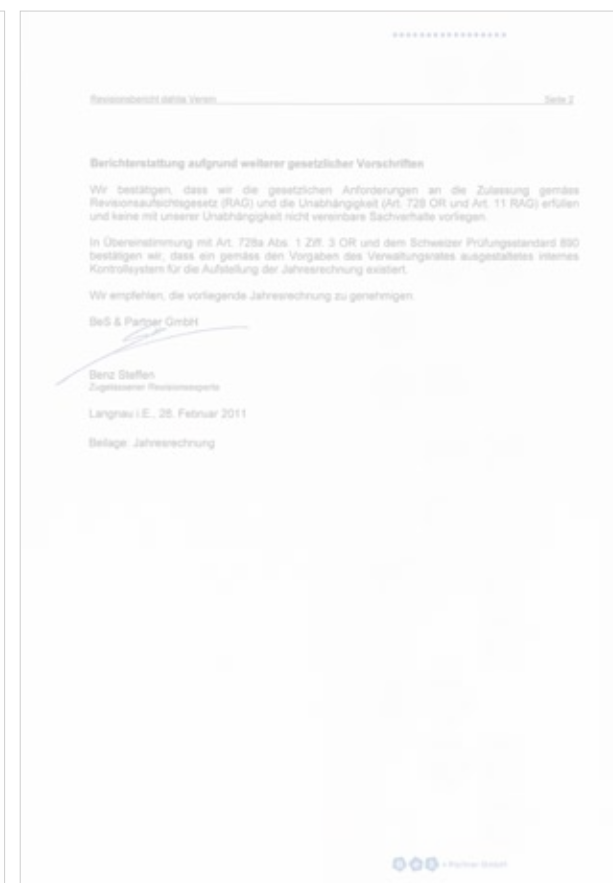 Revisionsbericht dahlia Verein Seite 2
Berichterstattung aufgrund weiterer gesetzlicher Vorschriften
Wir bestätigen, dass wir die gesetzlichen Anforderungen an die Zulassung gemäss
Revisionsaufsichtsgesetz (RAG) und die Unabhängigkeit (Art. 728 OR und Art. 11 RAG) erfüllen
und keine mit unserer Unabhängigkeit nicht vereinbare Sachverhalte vorliegen.
In Übereinstimmung mit Art. 728a Abs. 1 Ziff. 3 OR und dem Schweizer Prüfungsstandard 890
bestätigen wir, dass ein gemäss den Vorgaben des Verwaltungsrates ausgestaltetes internes
Kontrollsystem für die Aufstellung der Jahresrechnung existiert.
Wir empfehlen, die vorliegende Jahresrechnung zu genehmigen.
BeS & Partner GmbH
Benz Steffen
Zugelassener Revisionsexperte
Langnau i.E., 28. Februar 2011
Beilage: Jahresrechnung
+ Partner GmbH